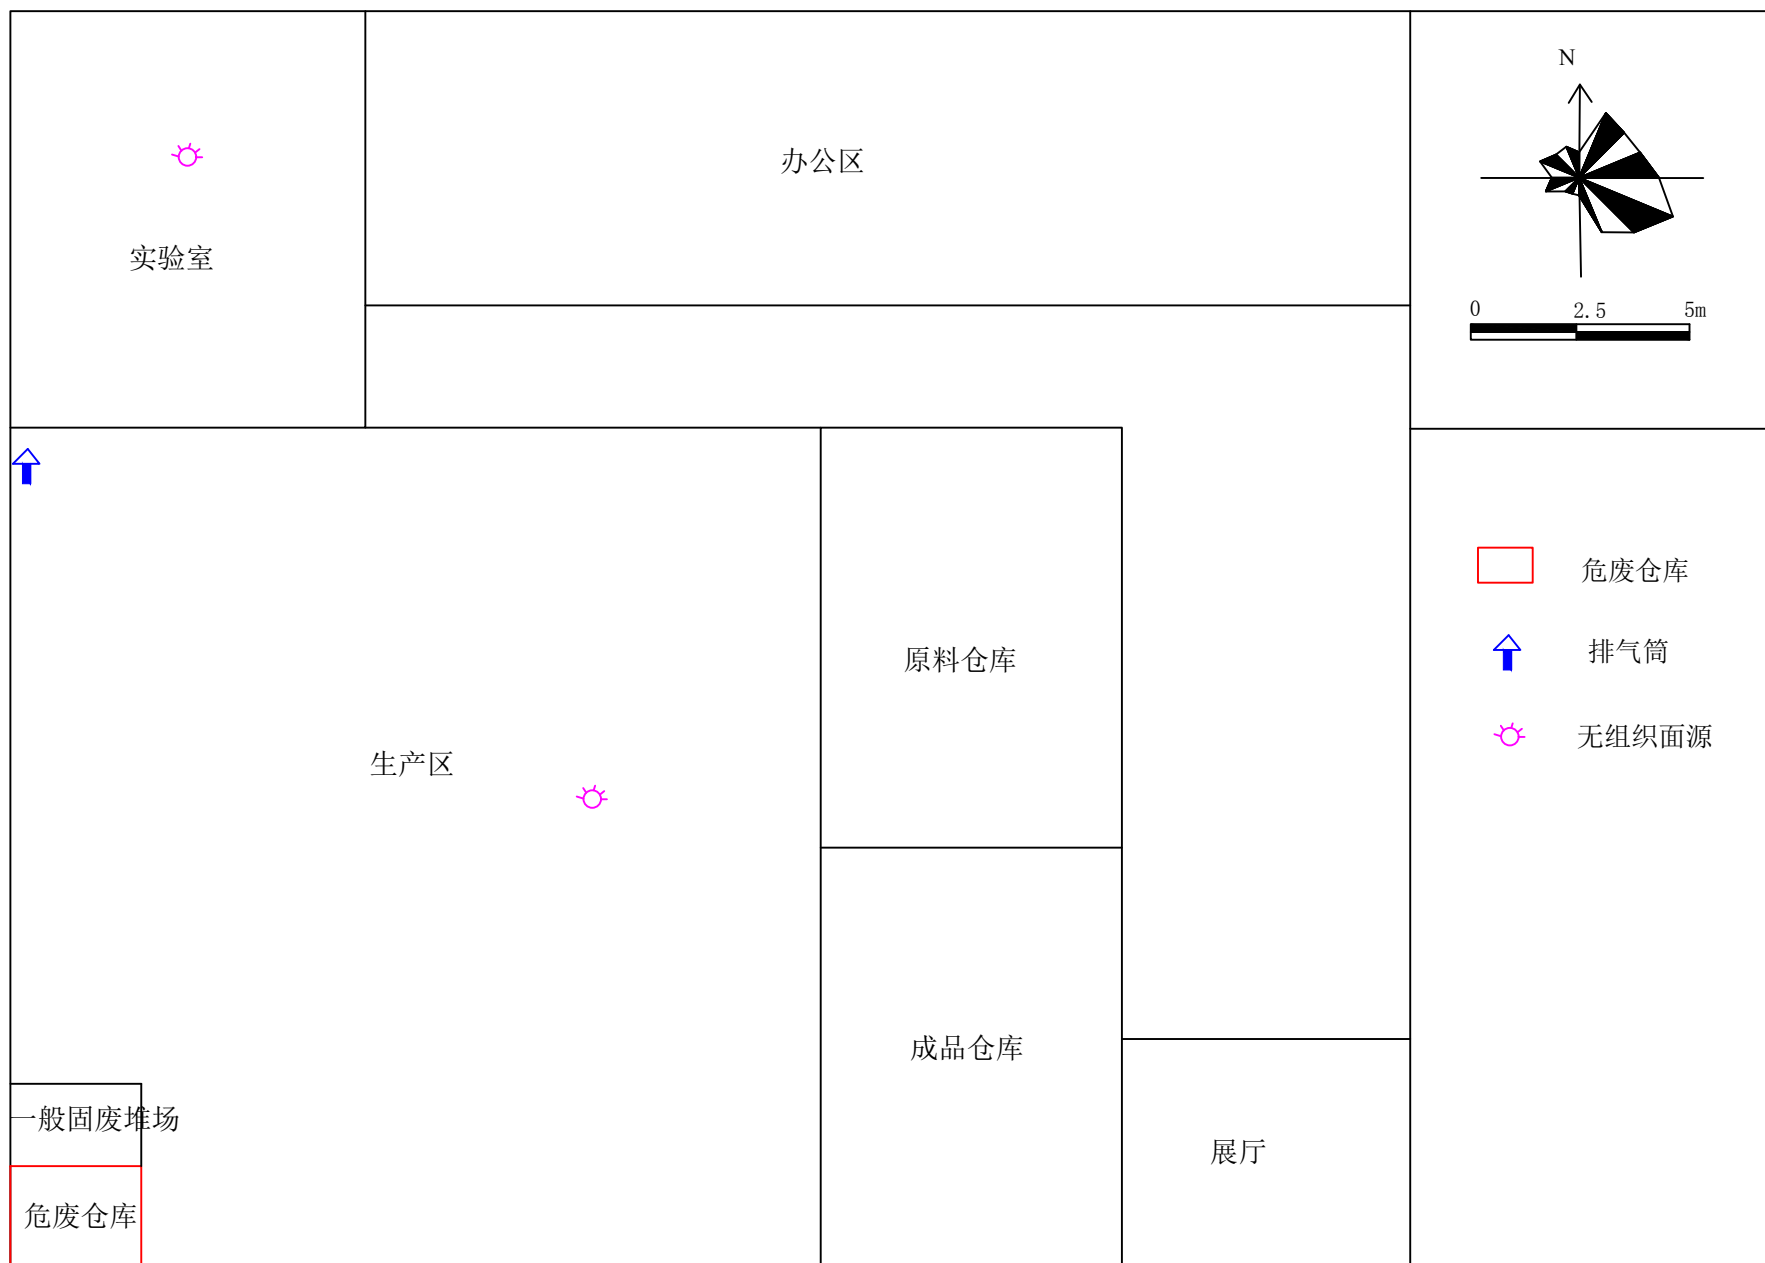 N
办公区
实验室
0 2.5 5m
危废仓库
排气筒
原料仓库
无组织面源
生产区
成品仓库
一般固废堆场
展厅
危废仓库